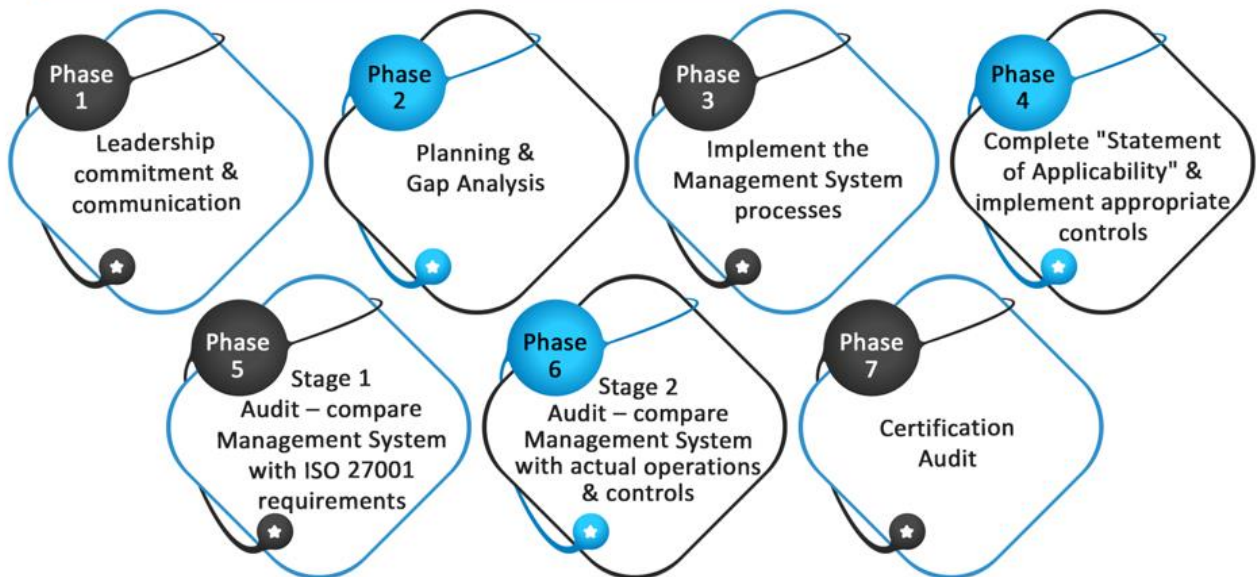 Phase
1
Leadership
commitment &
communication
Phase
2
Planning &
Gap Analysis
Phase
3
Implement the
Management System
processes
Phase
4
Complete "Statement
of Applicability" &
implement appropriate
controls
Phase
5
Stage 1
Audit – compare
Management System
with ISO 27001
requirements
Phase
6
Stage 2
Audit – compare
Management System
with actual operations
& controls
Phase
7
Certification
Audit